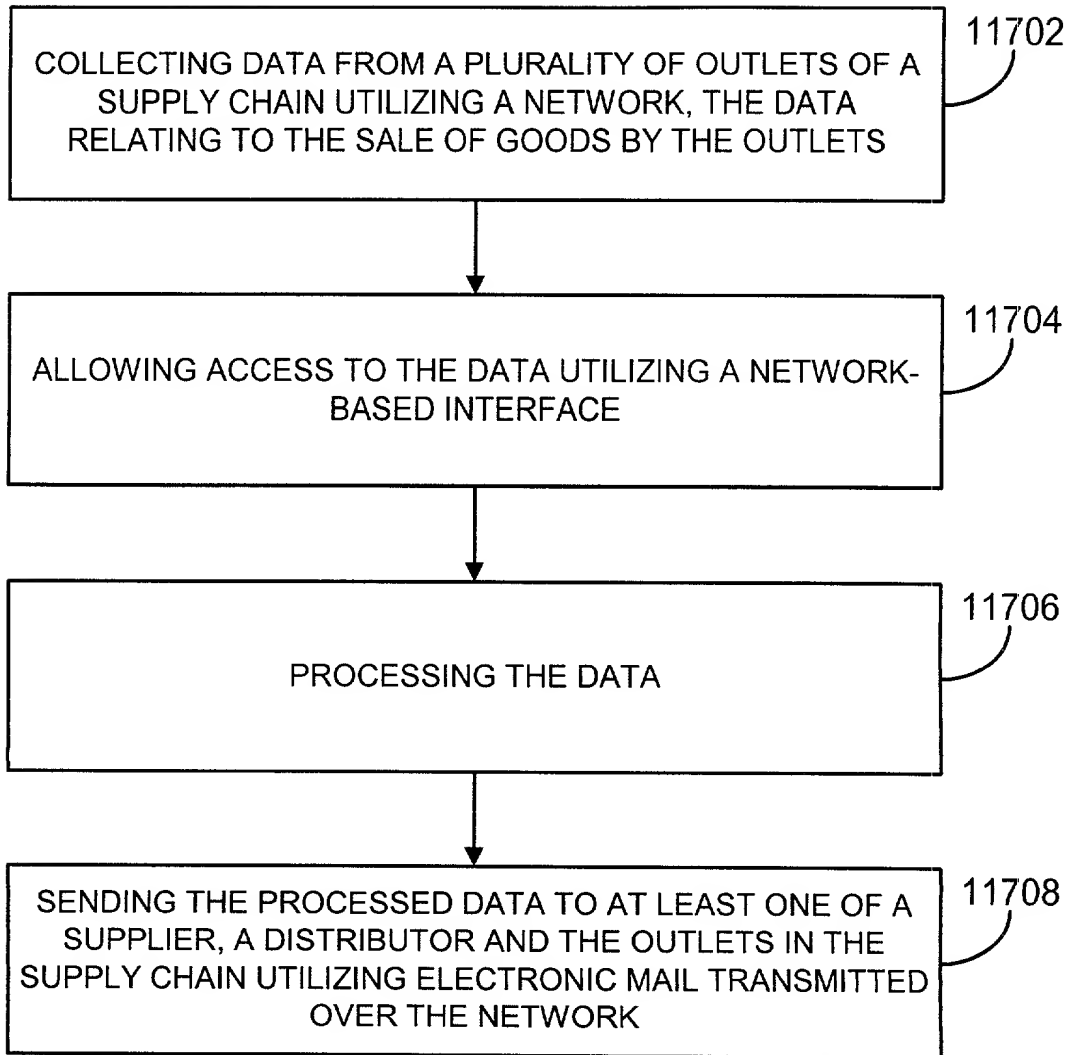 11702
COLLECTING DATA FROM A PLURALITY OF OUTLETS OF A
SUPPLY CHAIN UTILIZING A NETWORK, THE DATA
RELATING TO THE SALE OF GOODS BY THE OUTLETS
11704
ALLOWING ACCESS TO THE DATA UTILIZING A NETWORK-
BASED INTERFACE
11706
PROCESSING THE DATA
11708
SENDING THE PROCESSED DATA TO AT LEAST ONE OF A
SUPPLIER, A DISTRIBUTOR AND THE OUTLETS IN THE
SUPPLY CHAIN UTILIZING ELECTRONIC MAIL TRANSMITTED
OVER THE NETWORK